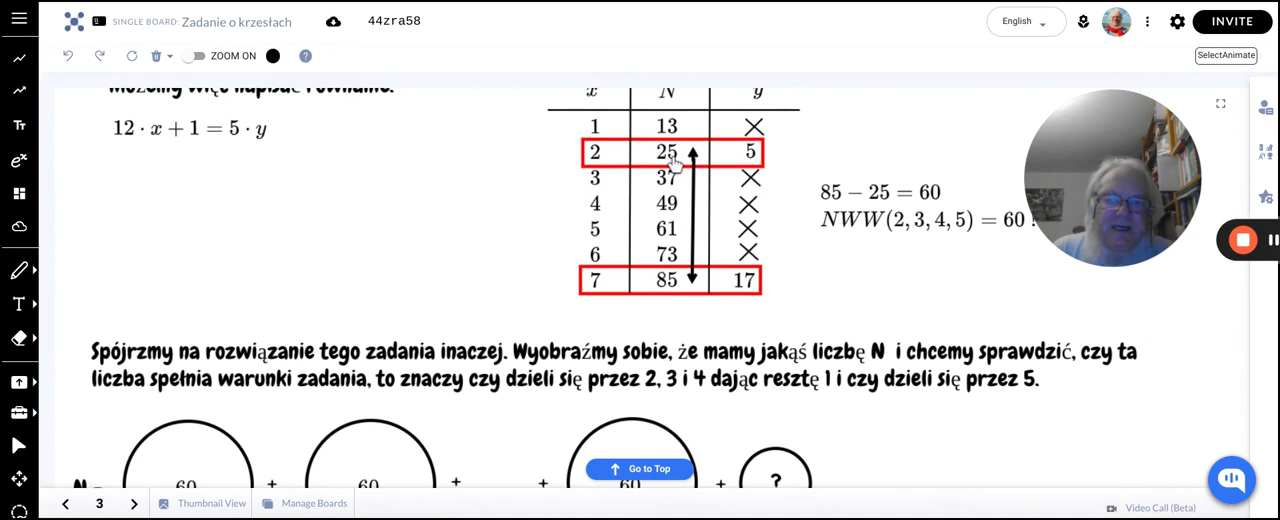 SINGLE BOARD: Zadanie o krzesłach
44zra58
English
INVITE
ZOOM ON
SelectAnimate
możemy więc napisać równanie:
12 · x + 1 = 5 · y
x N y
1 13 ×
2 25 5
3 37 ×
4 49 ×
5 61 ×
6 73 ×
7 85 17
85 − 25 = 60
NWW(2, 3, 4, 5) = 60 !
Spójrzmy na rozwiązanie tego zadania inaczej. Wyobraźmy sobie, że mamy jakąś liczbę N i chcemy sprawdzić, czy ta
liczba spełnia warunki zadania, to znaczy czy dzieli się przez 2, 3 i 4 dając resztę 1 i czy dzieli się przez 5.
N = 60 + 60 + + 60 + ?
Go to Top
3
Thumbnail View
Manage Boards
Video Call (Beta)